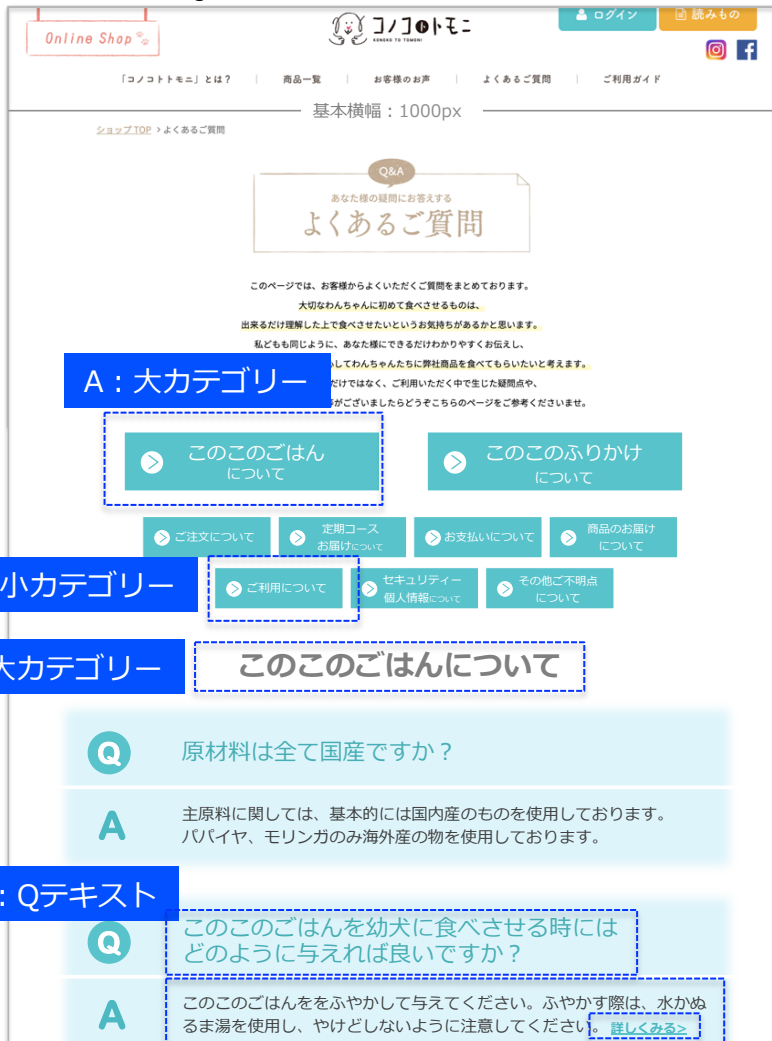 Online Shop
コノコトトモニ
KONOKO TO TOMONI
ログイン
読みもの
「コノコトトモニ」とは？
商品一覧
お客様のお声
よくあるご質問
ご利用ガイド
基本横幅：1000px
ショップTOP > よくあるご質問
Q&A
あなた様の疑問にお答えする
よくあるご質問
このページでは、お客様からよくいただくご質問をまとめております。
大切なわんちゃんに初めて食べさせるものは、
出来るだけ理解した上で食べさせたいというお気持ちがあるかと思います。
私どもも同じように、あなた様にできるだけわかりやすくお伝えし、
してわんちゃんたちに弊社商品を食べてもらいたいと考えます。
A：大カテゴリー
だけではなく、ご利用いただく中で生じた疑問点や、
がございましたらどうぞこちらのページをご参考くださいませ。
このこのごはん
について
このこのふりかけ
について
ご注文について
定期コース
お届けについて
お支払いについて
商品のお届け
について
小カテゴリー
ご利用について
セキュリティー
個人情報について
その他ご不明点
について
大カテゴリー
このこのごはんについて
Q
原材料は全て国産ですか？
A
主原料に関しては、基本的には国内産のものを使用しております。
パパイヤ、モリンガのみ海外産の物を使用しております。
：Qテキスト
Q
このこのごはんを幼犬に食べさせる時には
どのように与えれば良いですか？
A
このこのごはんををふやかして与えてください。ふやかす際は、水かぬ
るま湯を使用し、やけどしないように注意してください。 詳しくみる>